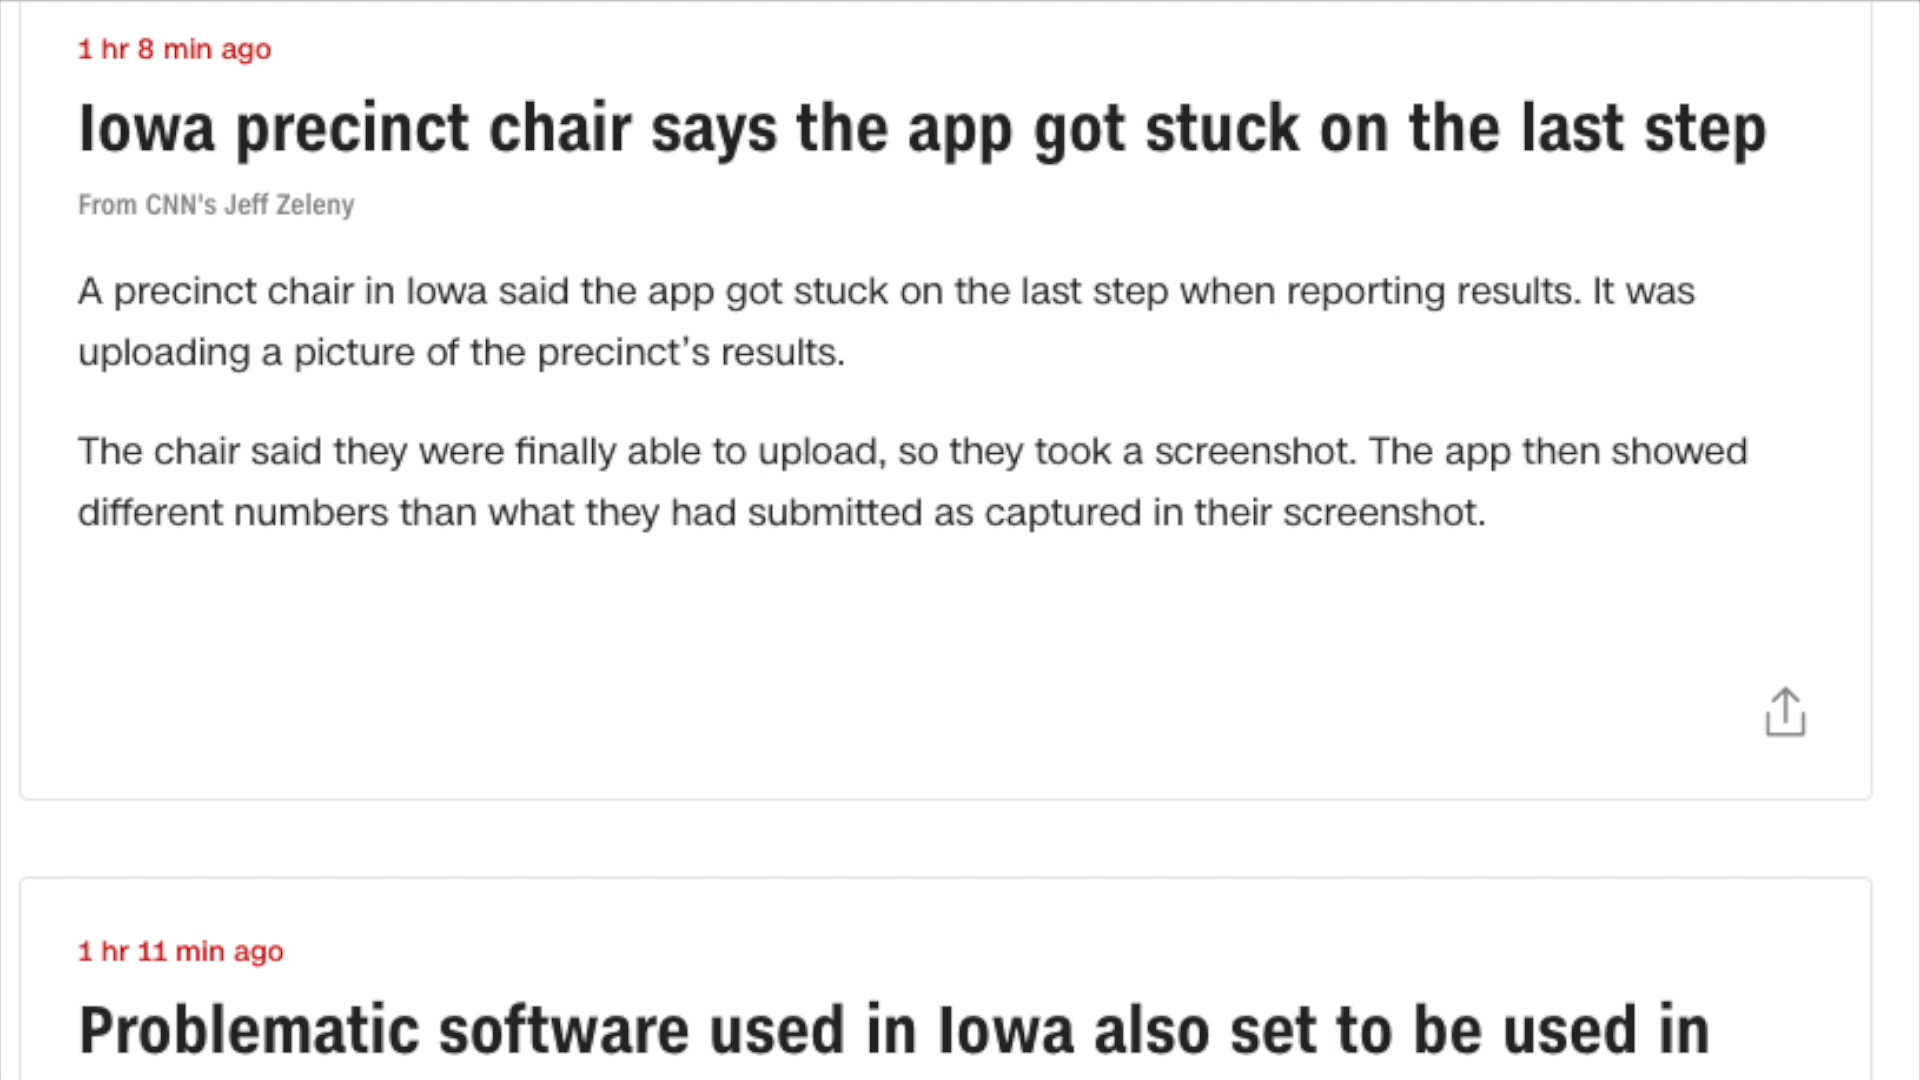 1 hr 8 min ago
Iowa precinct chair says the app got stuck on the last step
From CNN's Jeff Zeleny
A precinct chair in Iowa said the app got stuck on the last step when reporting results. It was
uploading a picture of the precinct’s results.
The chair said they were finally able to upload, so they took a screenshot. The app then showed
different numbers than what they had submitted as captured in their screenshot.
1 hr 11 min ago
Problematic software used in Iowa also set to be used in